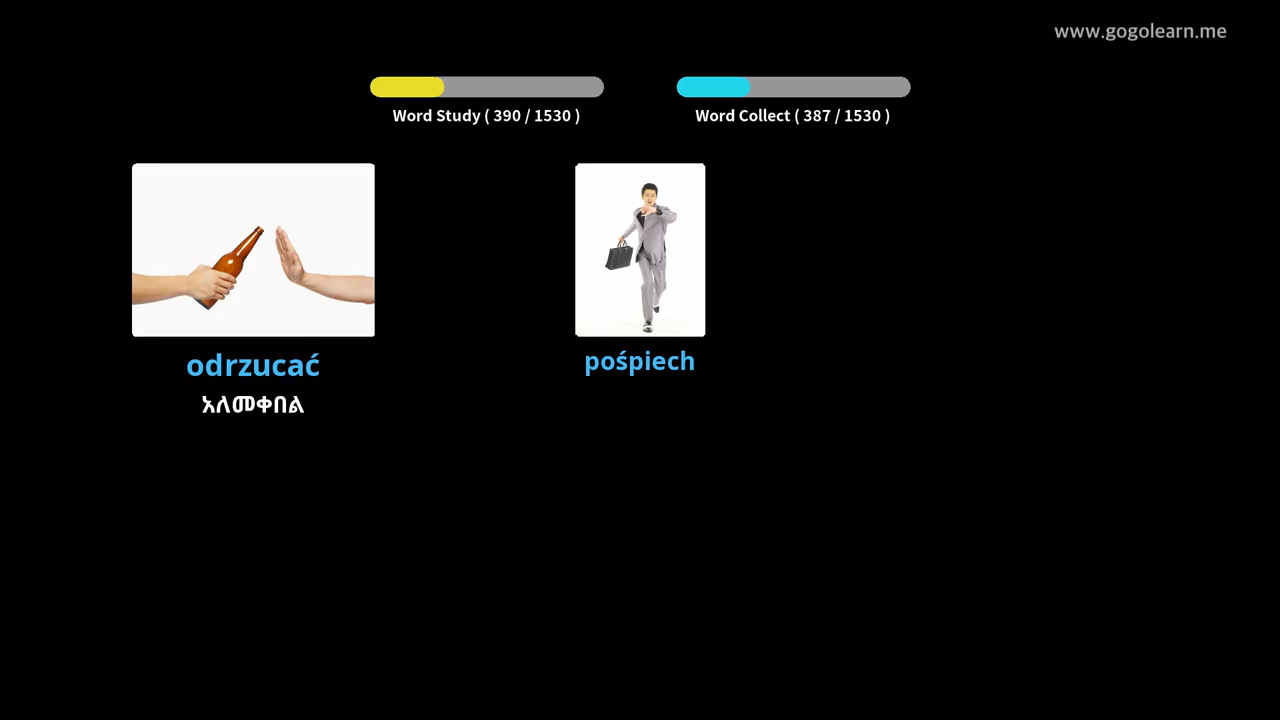 www.gogolearn.me
Word Study ( 390 / 1530 )
Word Collect ( 387 / 1530 )
odrzucać
አለመቀበል
pośpiech